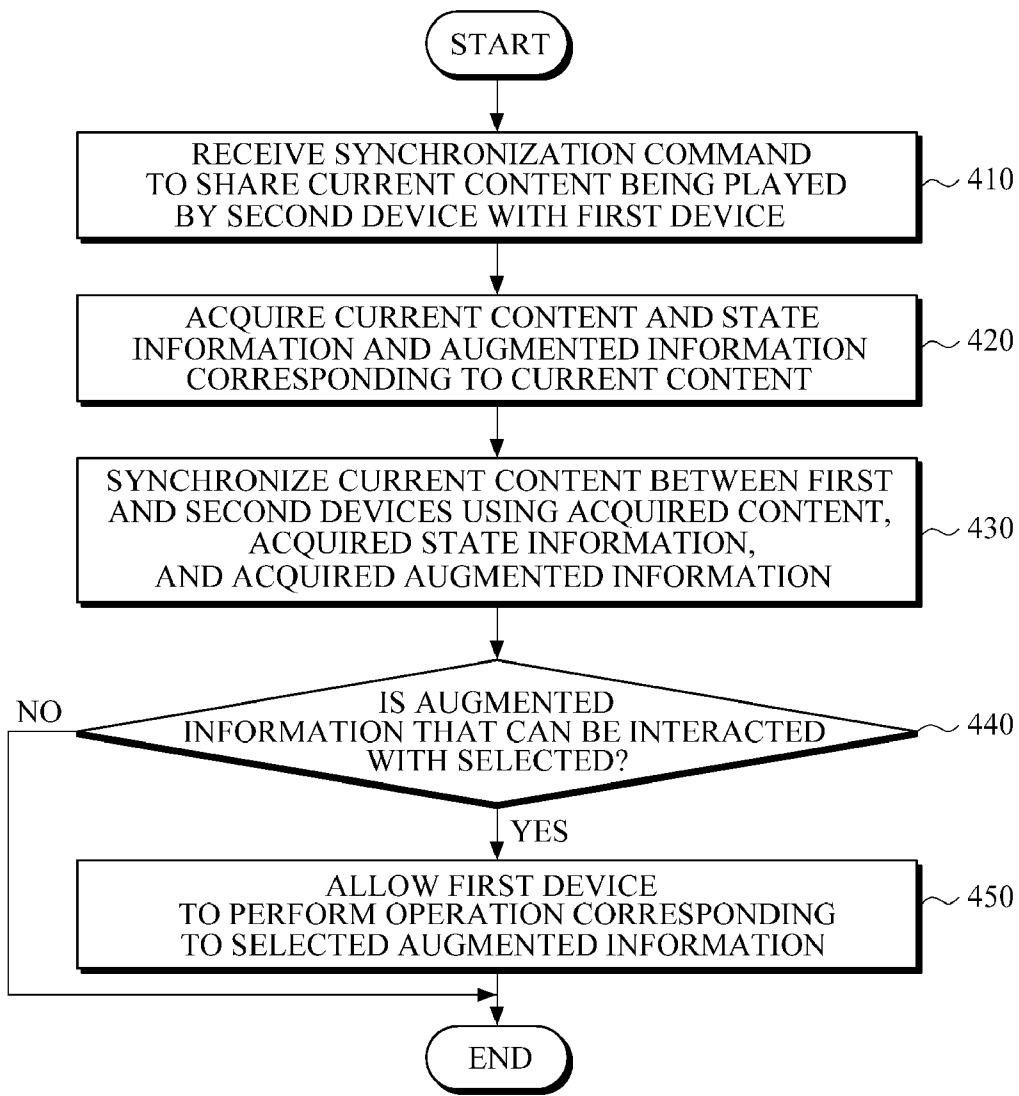 START
RECEIVE SYNCHRONIZATION COMMAND
TO SHARE CURRENT CONTENT BEING PLAYED
BY SECOND DEVICE WITH FIRST DEVICE
410
ACQUIRE CURRENT CONTENT AND STATE
INFORMATION AND AUGMENTED INFORMATION
CORRESPONDING TO CURRENT CONTENT
420
SYNCHRONIZE CURRENT CONTENT BETWEEN FIRST
AND SECOND DEVICES USING ACQUIRED CONTENT,
ACQUIRED STATE INFORMATION,
AND ACQUIRED AUGMENTED INFORMATION
430
NO
IS AUGMENTED
INFORMATION THAT CAN BE INTERACTED
WITH SELECTED?
440
YES
ALLOW FIRST DEVICE
TO PERFORM OPERATION CORRESPONDING
TO SELECTED AUGMENTED INFORMATION
450
END